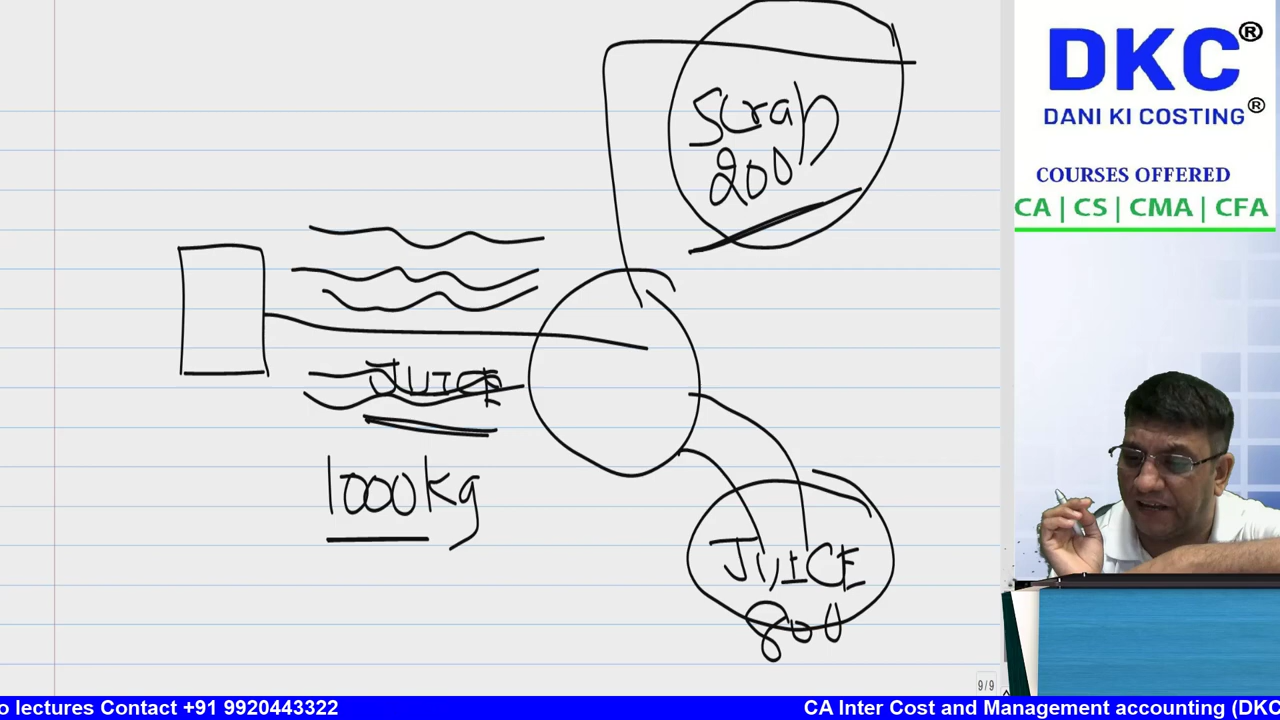 Scrap
200
JUICE
1000kg
JUICE
800
9/9
DKC®
DANI KI COSTING®
COURSES OFFERED
CA | CS | CMA | CFA
o lectures Contact +91 9920443322
CA Inter Cost and Management accounting (DKC